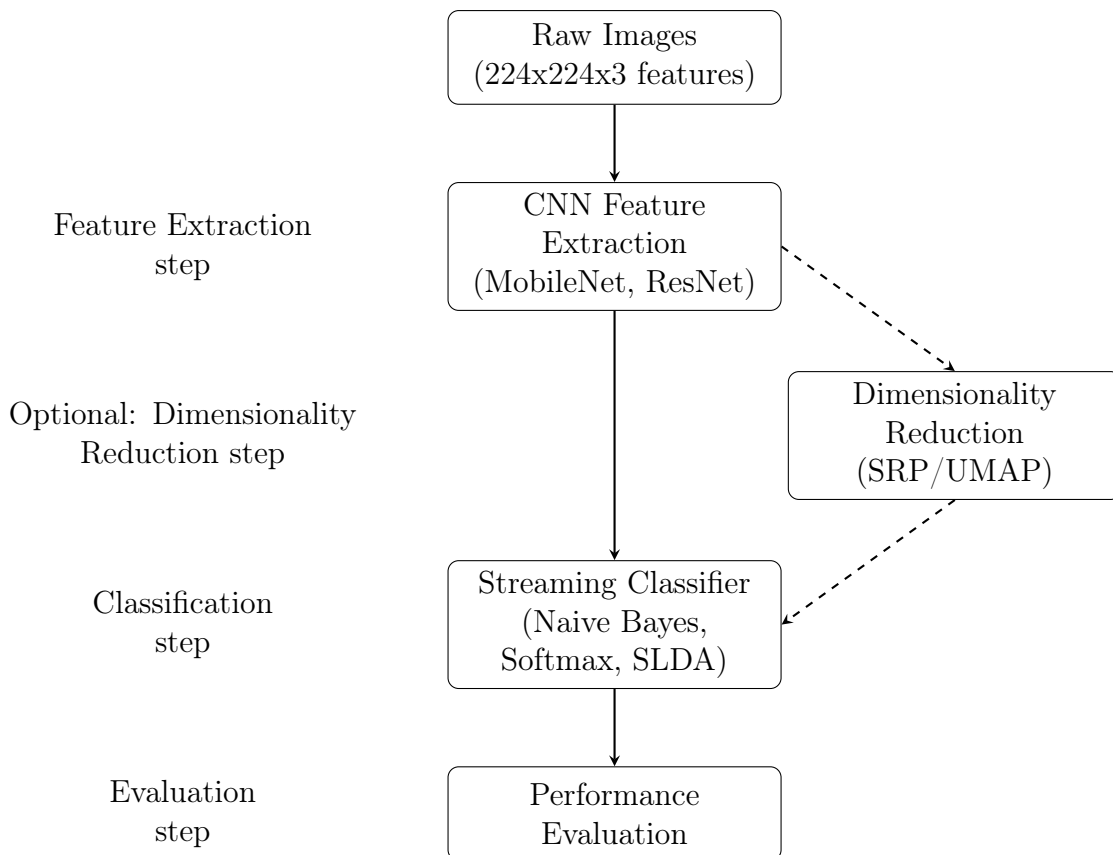 Raw Images
(224x224x3 features)
Feature Extraction
step
CNN Feature
Extraction
(MobileNet, ResNet)
Optional: Dimensionality
Reduction step
Dimensionality
Reduction
(SRP/UMAP)
Classification
step
Streaming Classifier
(Naive Bayes,
Softmax, SLDA)
Evaluation
step
Performance
Evaluation